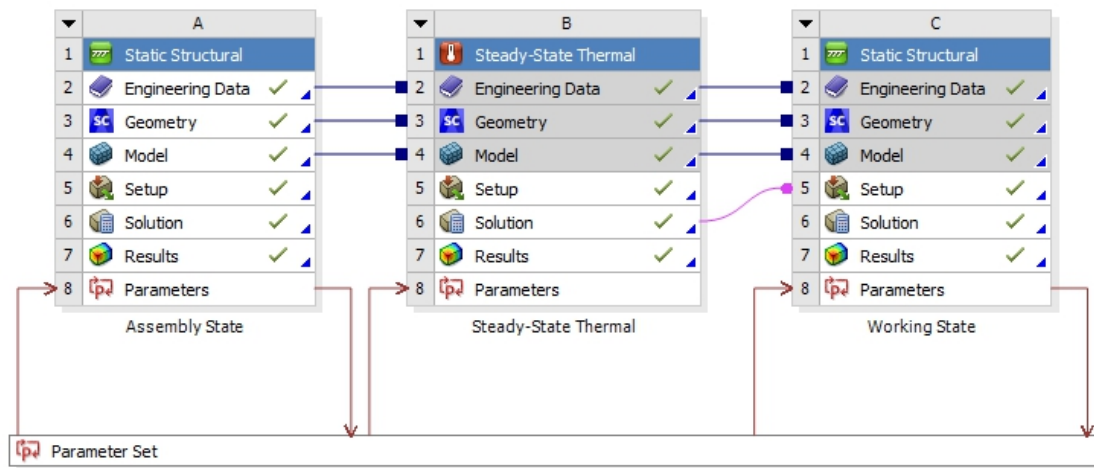 A
1 Static Structural
2 Engineering Data
3 SC Geometry
4 Model
5 Setup
6 Solution
7 Results
8 Parameters
Assembly State
B
1 Steady-State Thermal
2 Engineering Data
3 SC Geometry
4 Model
5 Setup
6 Solution
7 Results
8 Parameters
Steady-State Thermal
C
1 Static Structural
2 Engineering Data
3 SC Geometry
4 Model
5 Setup
6 Solution
7 Results
8 Parameters
Working State
Parameter Set